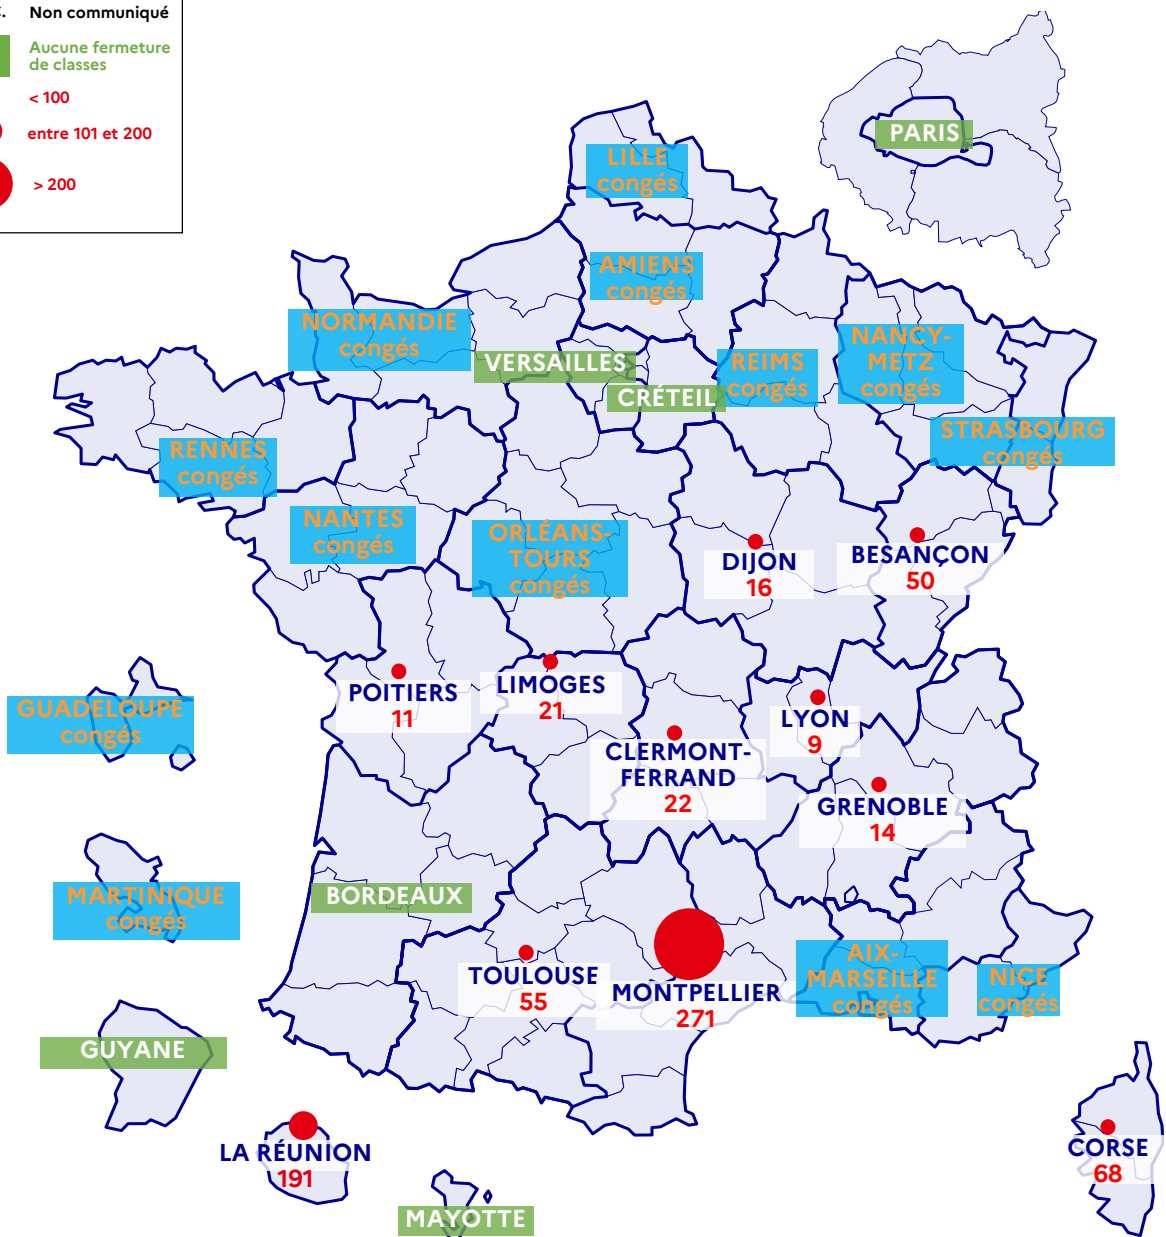 c.
Non communiqué
Aucune fermeture
de classes
< 100
entre 101 et 200
> 200
PARIS
LILLE
congés
AMIENS
congés
NORMANDIE
congés
VERSAILLES
CRÉTEIL
REIMS
congés
NANCY-
METZ
congés
STRASBOURG
congés
RENNES
congés
NANTES
congés
ORLÉANS-
TOURS
congés
DIJON
16
BESANÇON
50
POITIERS
11
LIMOGES
21
LYON
9
CLERMONT-
FERRAND
22
GRENOBLE
14
GUADELOUPE
congés
MARTINIQUE
congés
BORDEAUX
TOULOUSE
55
MONTPELLIER
271
AIX-
MARSEILLE
congés
NICE
congés
GUYANE
LA RÉUNION
191
MAYOTTE
CORSE
68